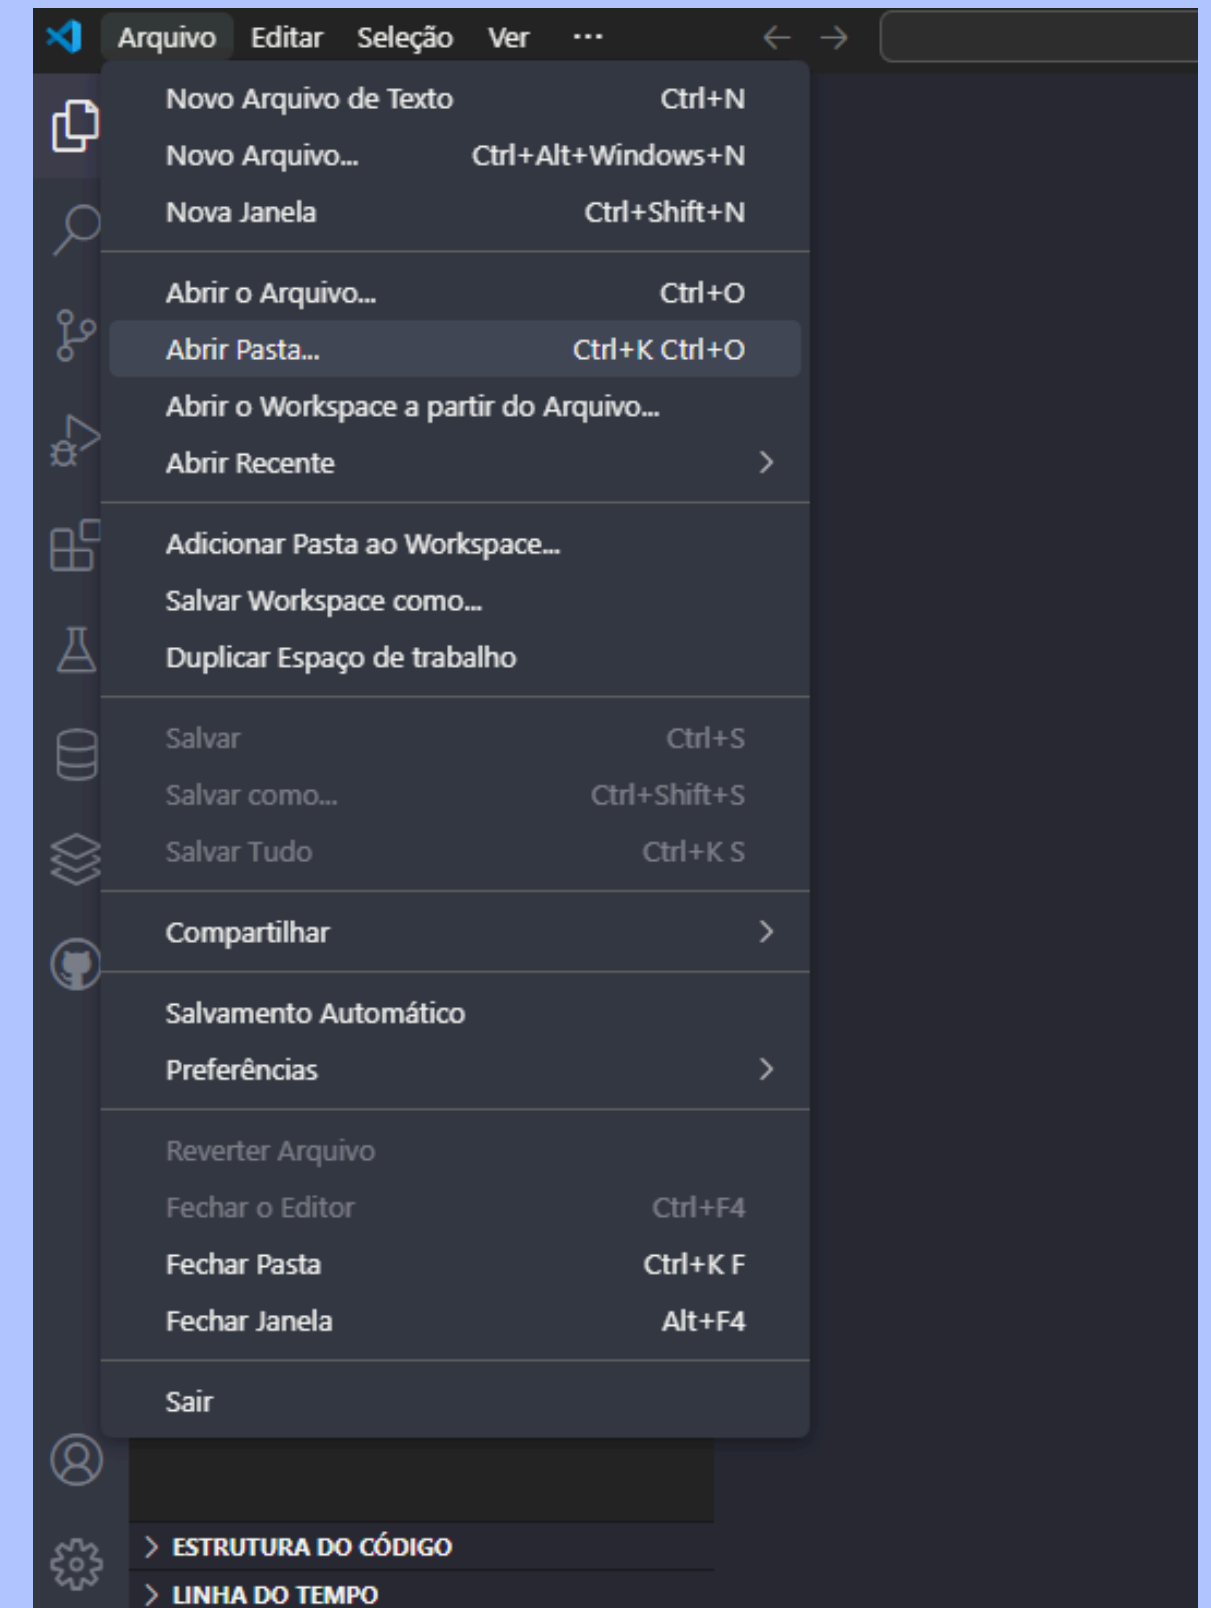 Arquivo Editar Seleção Ver ···
Novo Arquivo de Texto Ctrl+N
Novo Arquivo... Ctrl+Alt+Windows+N
Nova Janela Ctrl+Shift+N
Abrir o Arquivo... Ctrl+O
Abrir Pasta... Ctrl+K Ctrl+O
Abrir o Workspace a partir do Arquivo...
Abrir Recente
Adicionar Pasta ao Workspace...
Salvar Workspace como...
Duplicar Espaço de trabalho
Salvar Ctrl+S
Salvar como... Ctrl+Shift+S
Salvar Tudo Ctrl+K S
Compartilhar
Salvamento Automático
Preferências
Reverter Arquivo
Fechar o Editor Ctrl+F4
Fechar Pasta Ctrl+K F
Fechar Janela Alt+F4
Sair
ESTRUTURA DO CÓDIGO
LINHA DO TEMPO